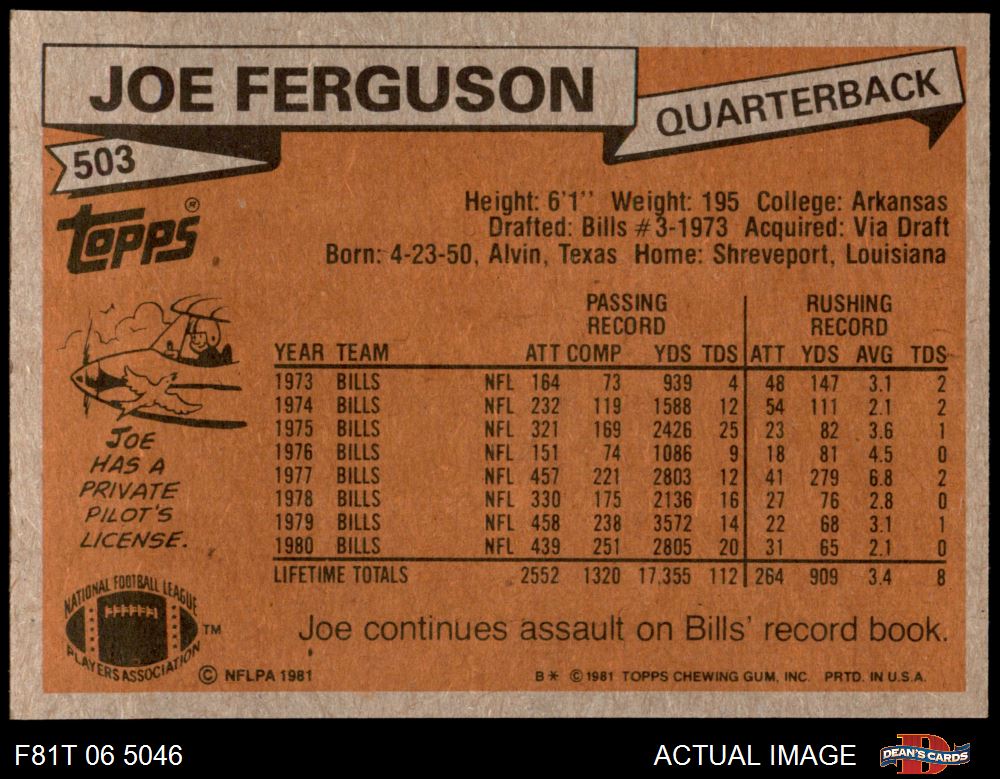 JOE FERGUSON
QUARTERBACK
503
topps®
Height: 6'1'' Weight: 195 College: Arkansas
Drafted: Bills #3-1973 Acquired: Via Draft
Born: 4-23-50, Alvin, Texas Home: Shreveport, Louisiana
PASSING RECORD RUSHING RECORD
YEAR TEAM ATT COMP YDS TDS ATT YDS AVG TDS
1973 BILLS NFL 164 73 939 4 48 147 3.1 2
1974 BILLS NFL 232 119 1588 12 54 111 2.1 2
1975 BILLS NFL 321 169 2426 25 23 82 3.6 1
1976 BILLS NFL 151 74 1086 9 18 81 4.5 0
1977 BILLS NFL 457 221 2803 12 41 279 6.8 2
1978 BILLS NFL 330 175 2136 16 27 76 2.8 0
1979 BILLS NFL 458 238 3572 14 22 68 3.1 1
1980 BILLS NFL 439 251 2805 20 31 65 2.1 0
LIFETIME TOTALS 2552 1320 17,355 112 264 909 3.4 8
JOE
HAS A
PRIVATE
PILOT'S
LICENSE.
NATIONAL FOOTBALL LEAGUE
PLAYERS ASSOCIATION
TM
Joe continues assault on Bills' record book.
© NFLPA 1981
B* © 1981 TOPPS CHEWING GUM, INC. PRTD. IN U.S.A.
F81T 06 5046
ACTUAL IMAGE
D
DEAN'S CARDS